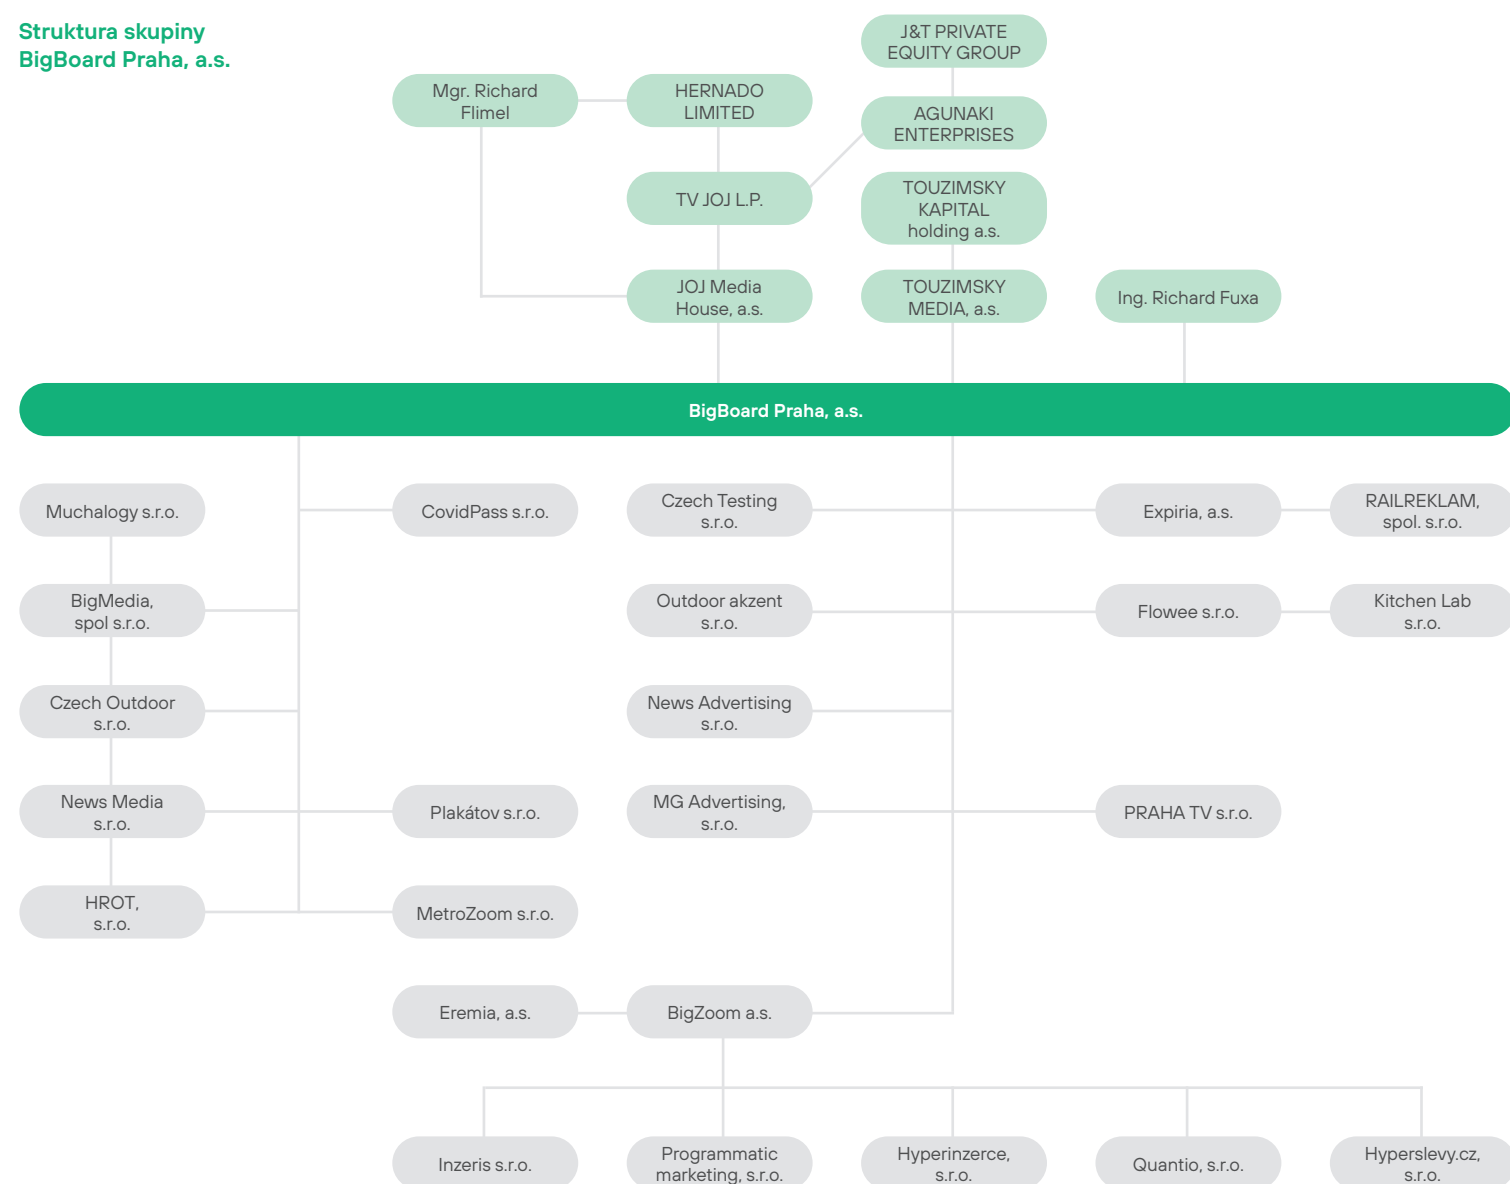 Struktura skupiny
BigBoard Praha, a.s.
J&T PRIVATE
EQUITY GROUP
Mgr. Richard
Flimel
HERNADO
LIMITED
AGUNAKI
ENTERPRISES
TV JOJ L.P.
TOUZIMSKY
KAPITAL
holding a.s.
JOJ Media
House, a.s.
TOUZIMSKY
MEDIA, a.s.
Ing. Richard Fuxa
BigBoard Praha, a.s.
Muchalogy s.r.o.
CovidPass s.r.o.
Czech Testing
s.r.o.
Expiria, a.s.
RAILREKLAM,
spol. s.r.o.
BigMedia,
spol s.r.o.
Outdoor akzent
s.r.o.
Flowee s.r.o.
Kitchen Lab
s.r.o.
Czech Outdoor
s.r.o.
News Advertising
s.r.o.
News Media
s.r.o.
Plakátov s.r.o.
MG Advertising,
s.r.o.
PRAHA TV s.r.o.
HROT,
s.r.o.
MetroZoom s.r.o.
Eremia, a.s.
BigZoom a.s.
Inzeris s.r.o.
Programmatic
marketing, s.r.o.
Hyperinzerce,
s.r.o.
Quantio, s.r.o.
Hyperslevy.cz,
s.r.o.